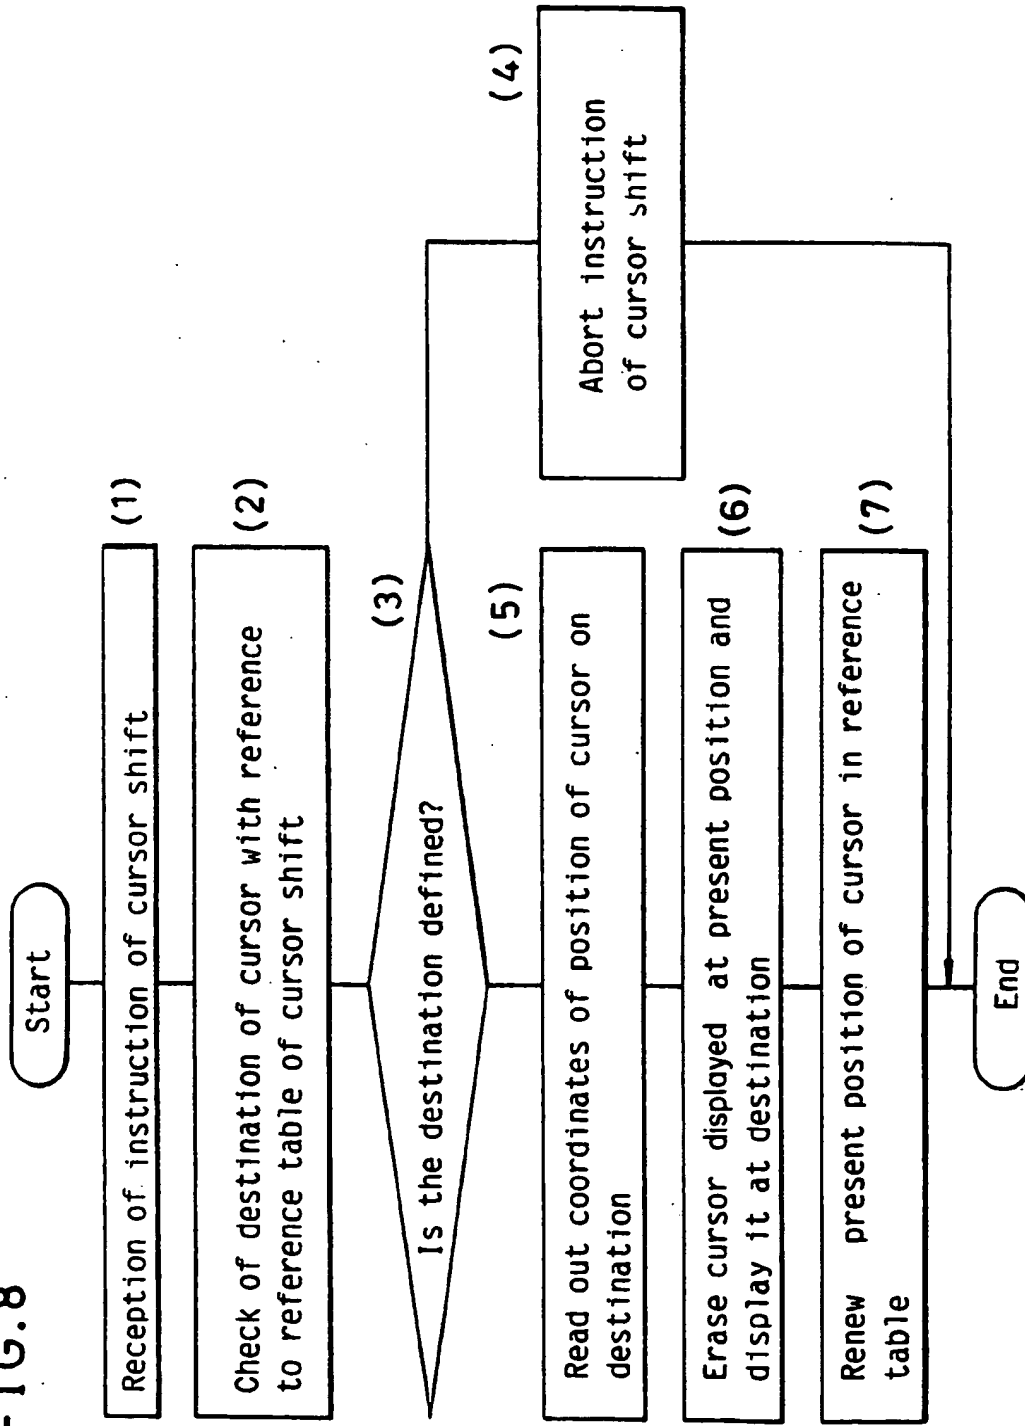 FIG.8
Start
Reception of instruction of cursor shift
(1)
Check of destination of cursor with reference
to reference table of cursor shift
(2)
Is the destination defined?
(3)
Abort instruction
of cursor shift
(4)
Read out coordinates of position of cursor on
destination
(5)
Erase cursor displayed at present position and
display it at destination
(6)
Renew present position of cursor in reference
table
(7)
End